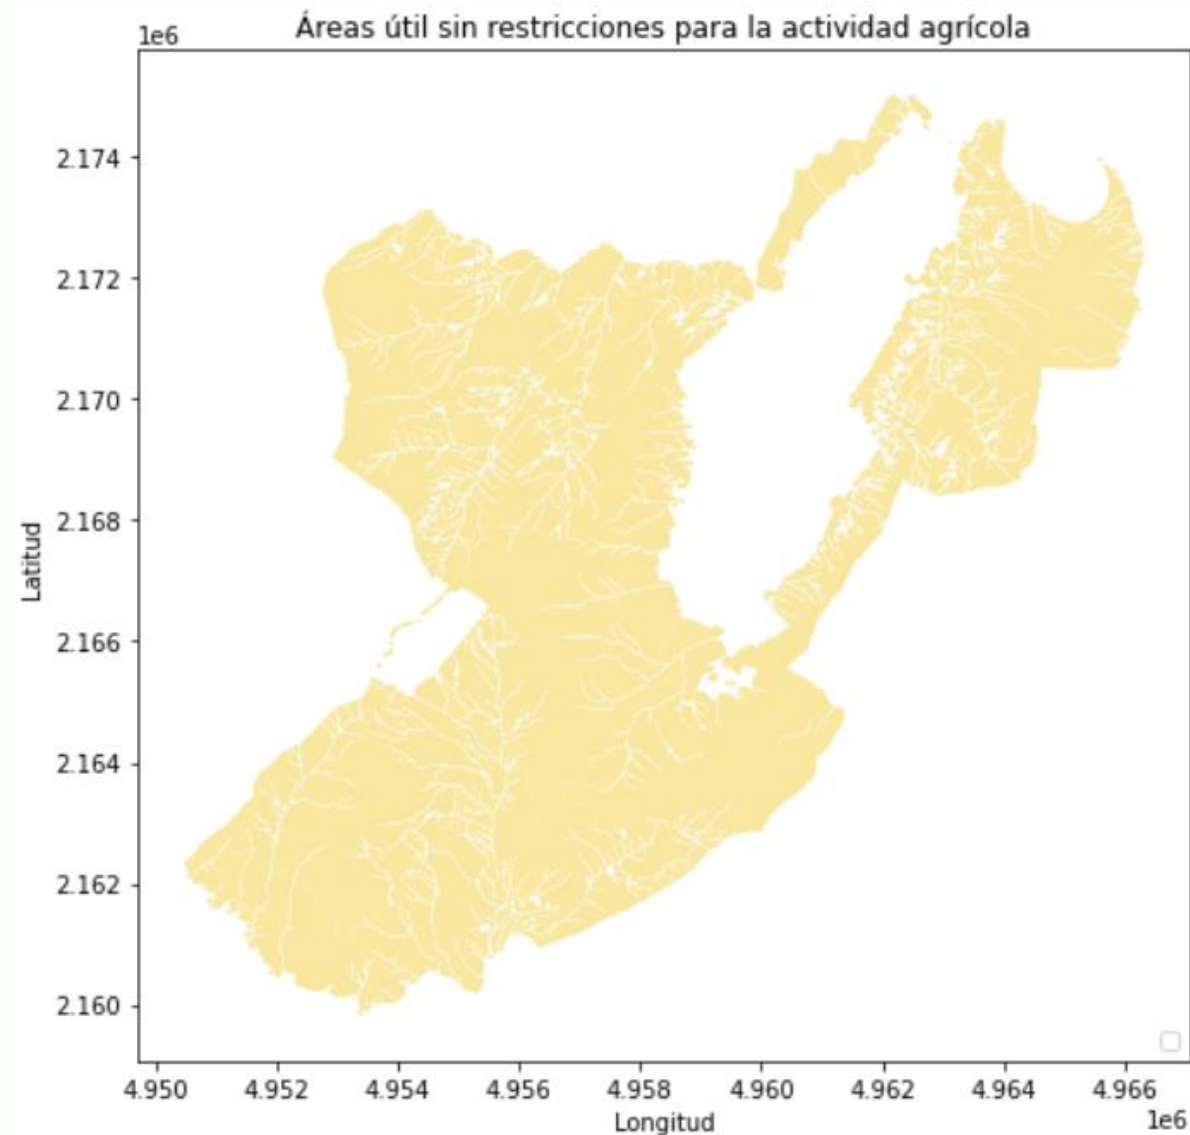 Áreas útil sin restricciones para la actividad agrícola
1e6
2.174
2.172
2.170
2.168
2.166
2.164
2.162
2.160
Latitud
4.950 4.952 4.954 4.956 4.958 4.960 4.962 4.964 4.966
Longitud
1e6